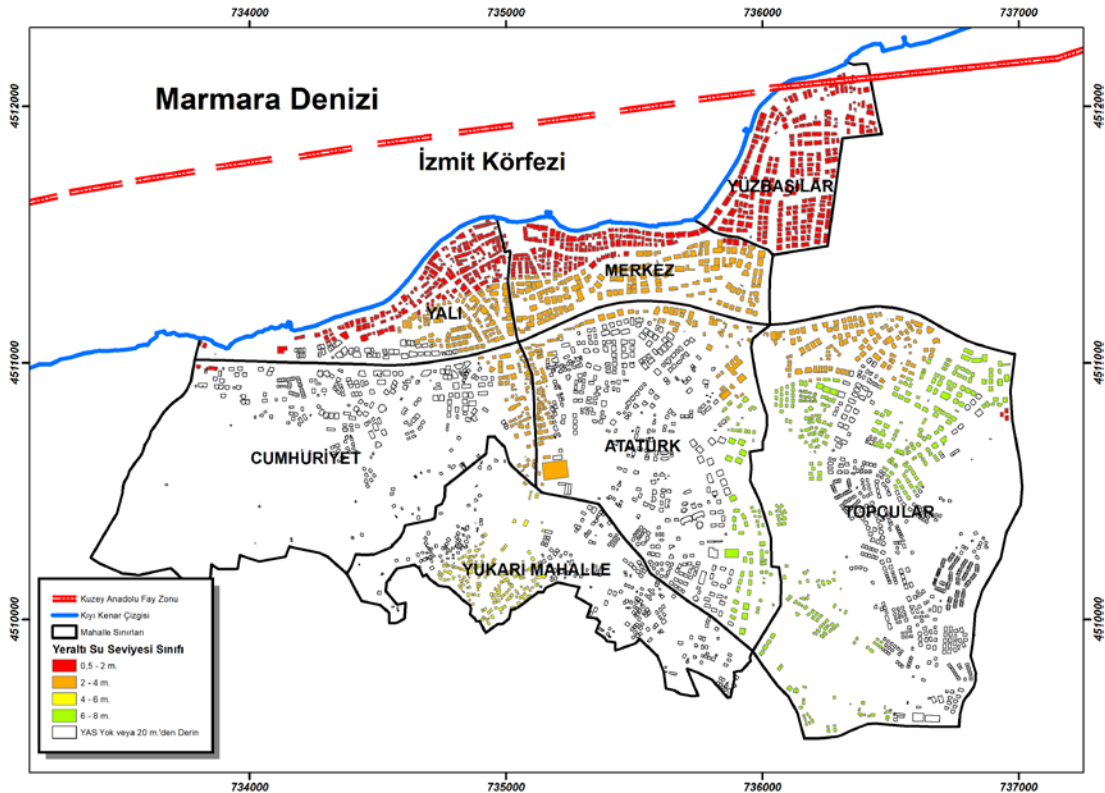 734000 735000 736000 737000
Marmara Denizi
İzmit Körfezi
4512000 4512000
YÜZBAŞILAR
MERKEZ
YALI
4511000 4511000
CUMHURİYET
ATATÜRK
TOPÇULAR
YUKARI MAHALLE
4510000 4510000
Kuzey Anadolu Fay Zonu
Kıyı Kenar Çizgisi
Mahalle Sınırları
Yeraltı Su Seviyesi Sınıfı
0,5 - 2 m.
2 - 4 m.
4 - 6 m.
6 - 8 m.
YAS Yok veya 20 m.'den Derin
734000 735000 736000 737000